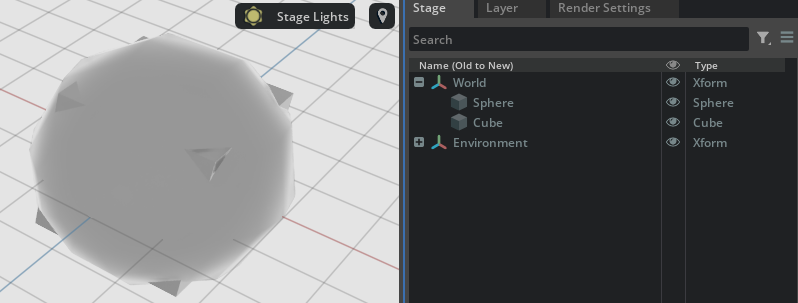 Stage Lights
Stage Layer Render Settings
Search
Name (Old to New) Type
World Xform
Sphere Sphere
Cube Cube
Environment Xform